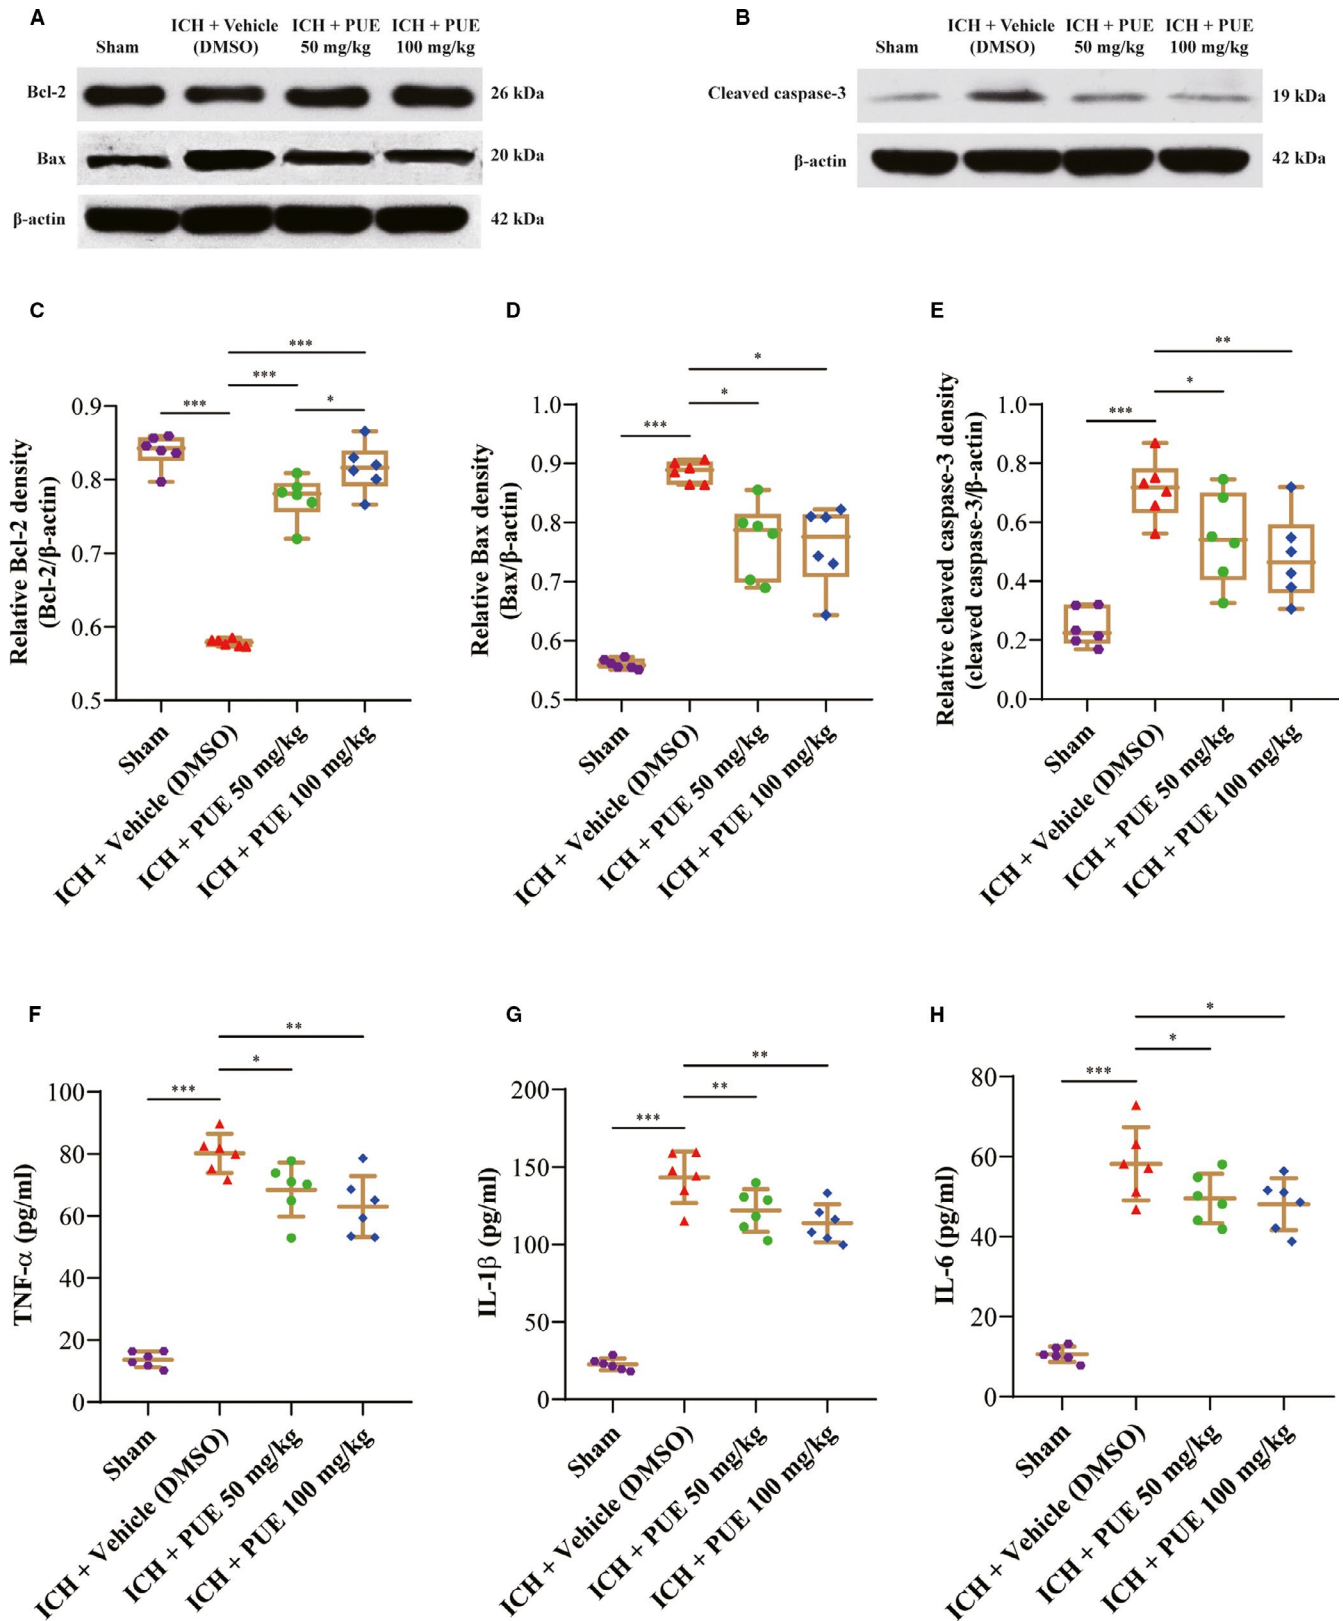 A
Sham
ICH + Vehicle
(DMSO)
ICH + PUE
50 mg/kg
ICH + PUE
100 mg/kg
Bcl-2
26 kDa
Bax
20 kDa
β-actin
42 kDa
B
Sham
ICH + Vehicle
(DMSO)
ICH + PUE
50 mg/kg
ICH + PUE
100 mg/kg
Cleaved caspase-3
19 kDa
β-actin
42 kDa
C
Relative Bcl-2 density
(Bcl-2/β-actin)
0.9
0.8
0.7
0.6
0.5
***
***
***
*
Sham
ICH + Vehicle (DMSO)
ICH + PUE 50 mg/kg
ICH + PUE 100 mg/kg
D
Relative Bax density
(Bax/β-actin)
1.0
0.9
0.8
0.7
0.6
0.5
*
*
***
Sham
ICH + Vehicle (DMSO)
ICH + PUE 50 mg/kg
ICH + PUE 100 mg/kg
E
Relative cleaved caspase-3 density
(cleaved caspase-3/β-actin)
1.0
0.8
0.6
0.4
0.2
0.0
**
*
***
Sham
ICH + Vehicle (DMSO)
ICH + PUE 50 mg/kg
ICH + PUE 100 mg/kg
F
TNF-α (pg/ml)
100
80
60
40
20
0
**
*
***
Sham
ICH + Vehicle (DMSO)
ICH + PUE 50 mg/kg
ICH + PUE 100 mg/kg
G
IL-1β (pg/ml)
200
150
100
50
0
**
**
***
Sham
ICH + Vehicle (DMSO)
ICH + PUE 50 mg/kg
ICH + PUE 100 mg/kg
H
IL-6 (pg/ml)
80
60
40
20
0
*
*
***
Sham
ICH + Vehicle (DMSO)
ICH + PUE 50 mg/kg
ICH + PUE 100 mg/kg